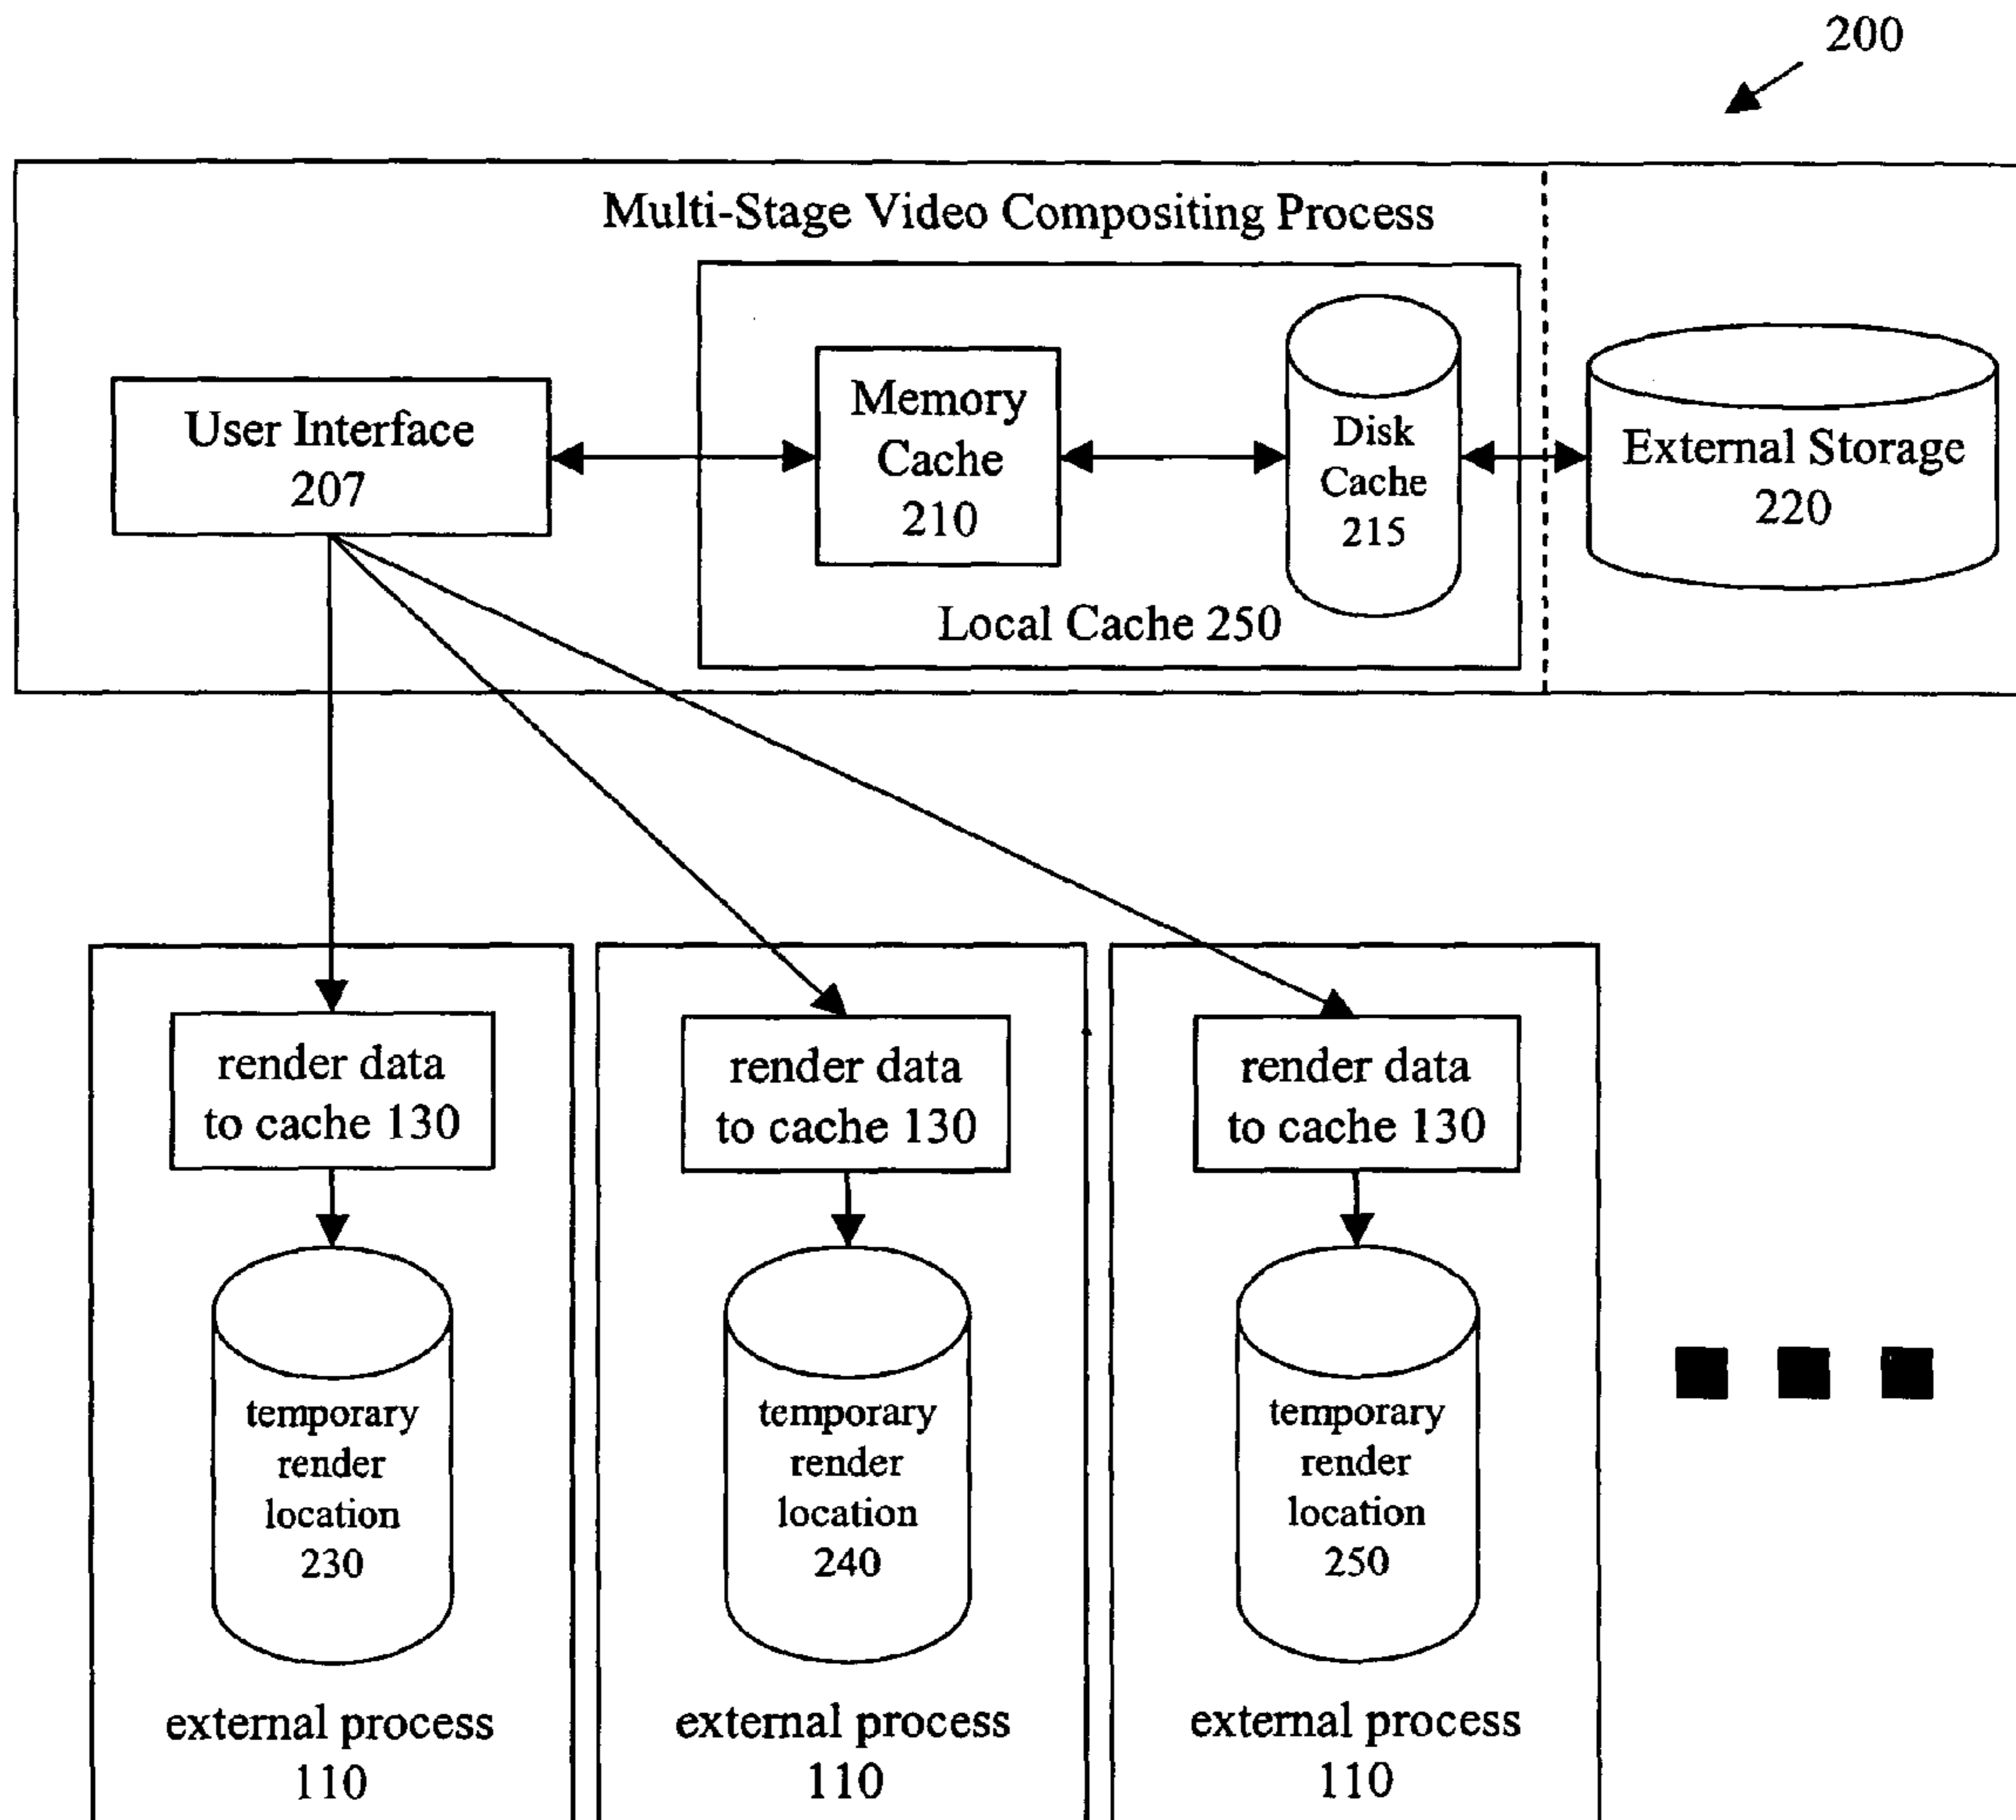 200
Multi-Stage Video Compositing Process
User Interface
207
Memory
Cache
210
Disk
Cache
215
External Storage
220
Local Cache 250
render data
to cache 130
render data
to cache 130
render data
to cache 130
temporary
render
location
230
temporary
render
location
240
temporary
render
location
250
external process
110
external process
110
external process
110